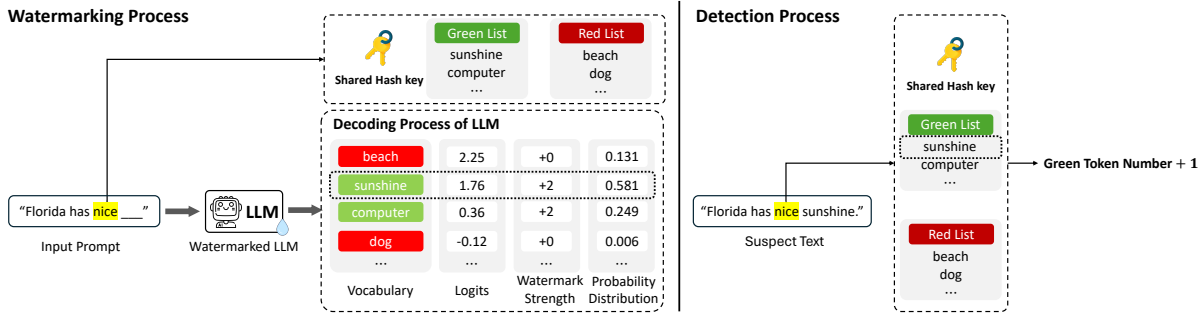 Watermarking Process
Shared Hash key
Green List
sunshine
computer
...
Red List
beach
dog
...
Decoding Process of LLM
beach 2.25 +0 0.131
sunshine 1.76 +2 0.581
computer 0.36 +2 0.249
dog -0.12 +0 0.006
... ... ... ...
Vocabulary
Logits
Watermark
Strength
Probability
Distribution
“Florida has nice ___”
Input Prompt
LLM
Watermarked LLM
Detection Process
Shared Hash key
Green List
sunshine
computer
...
Green Token Number + 1
“Florida has nice sunshine.”
Suspect Text
Red List
beach
dog
...